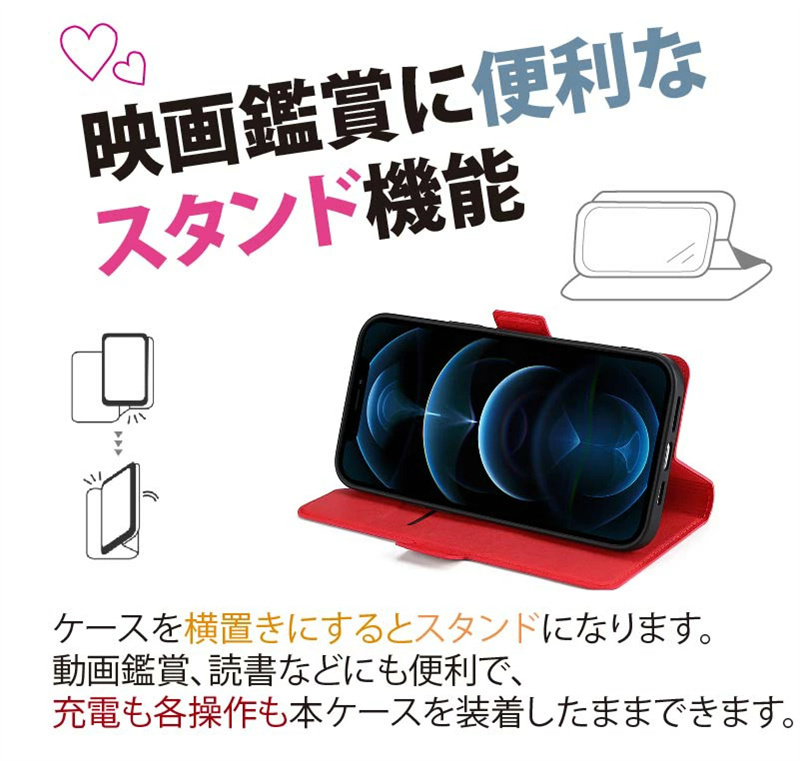 映画鑑賞に便利な
スタンド機能
ケースを横置きにするとスタンドになります。
動画鑑賞、読書などにも便利で、
充電も各操作も本ケースを装着したままできます。